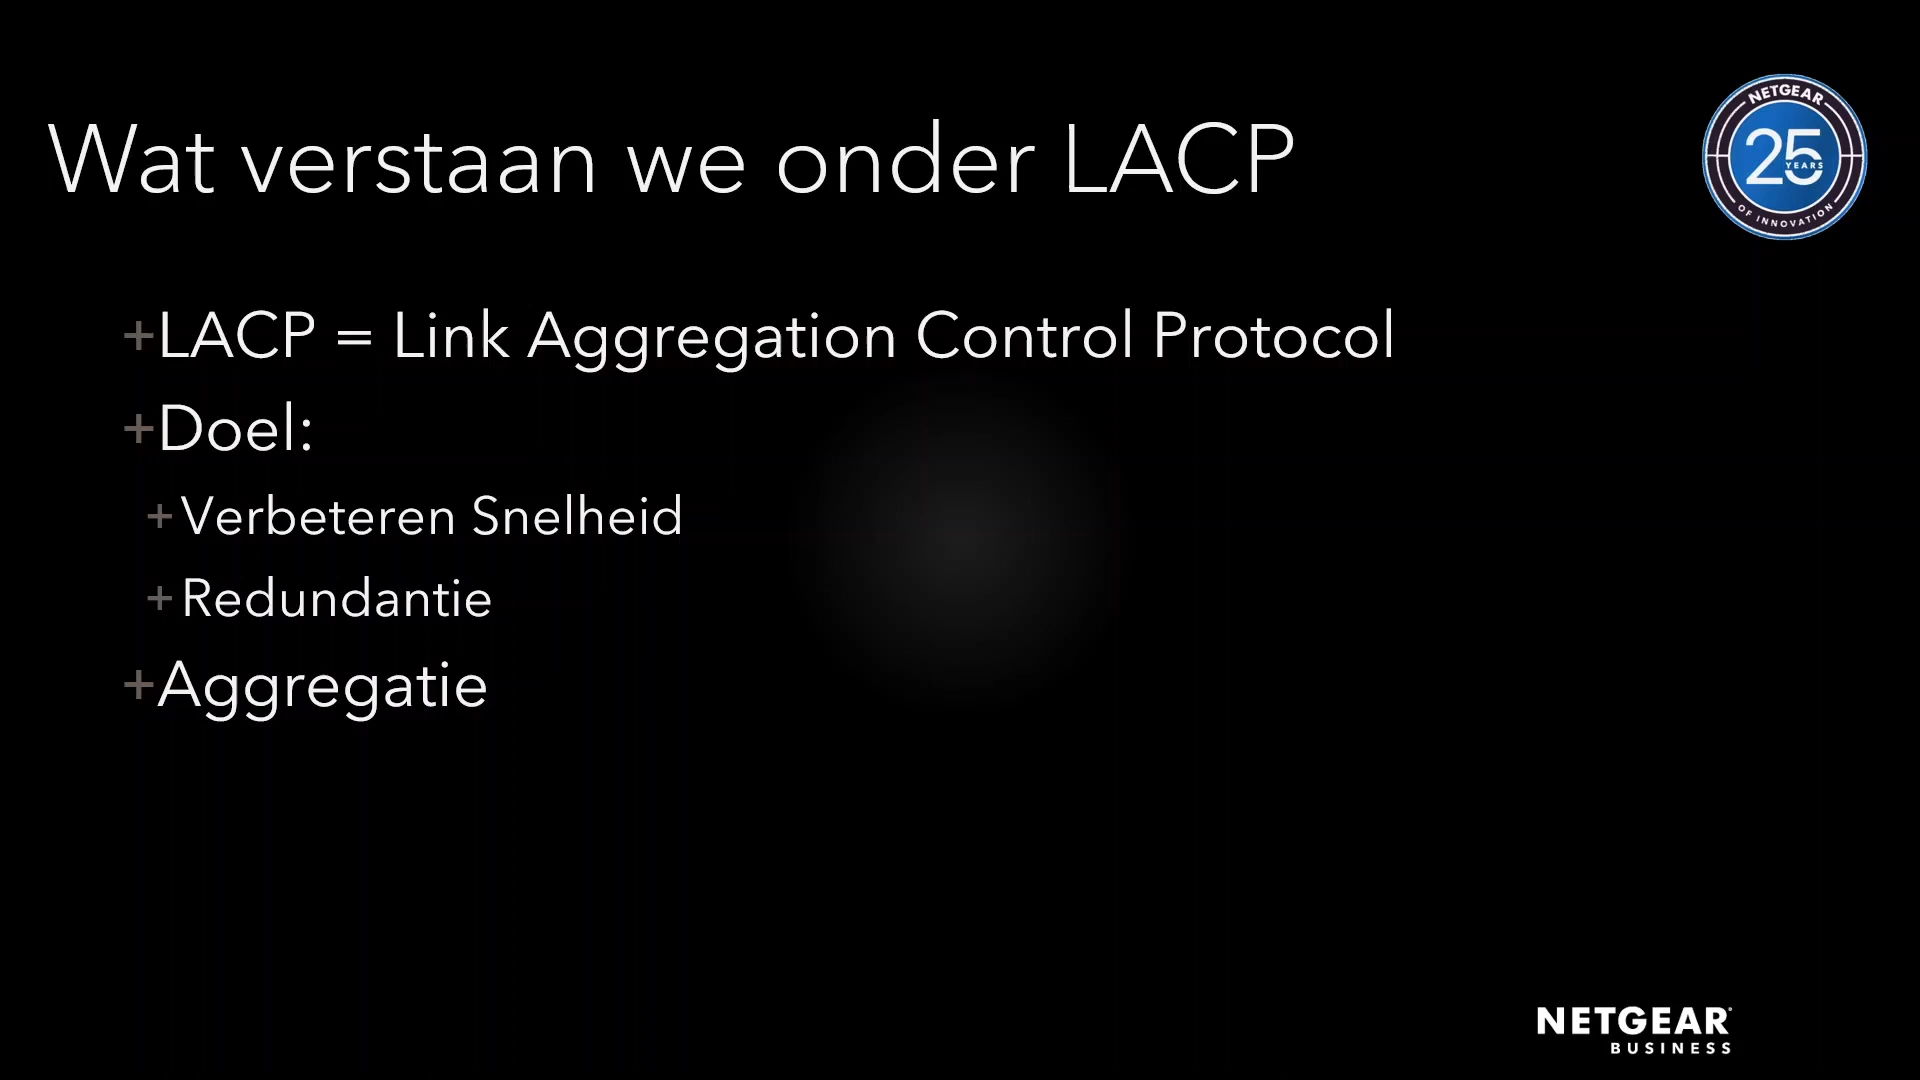 Wat verstaan we onder LACP
NETGEAR
25
YEARS
OF INNOVATION
+LACP = Link Aggregation Control Protocol
+Doel:
+Verbeteren Snelheid
+Redundantie
+Aggregatie
NETGEAR
BUSINESS